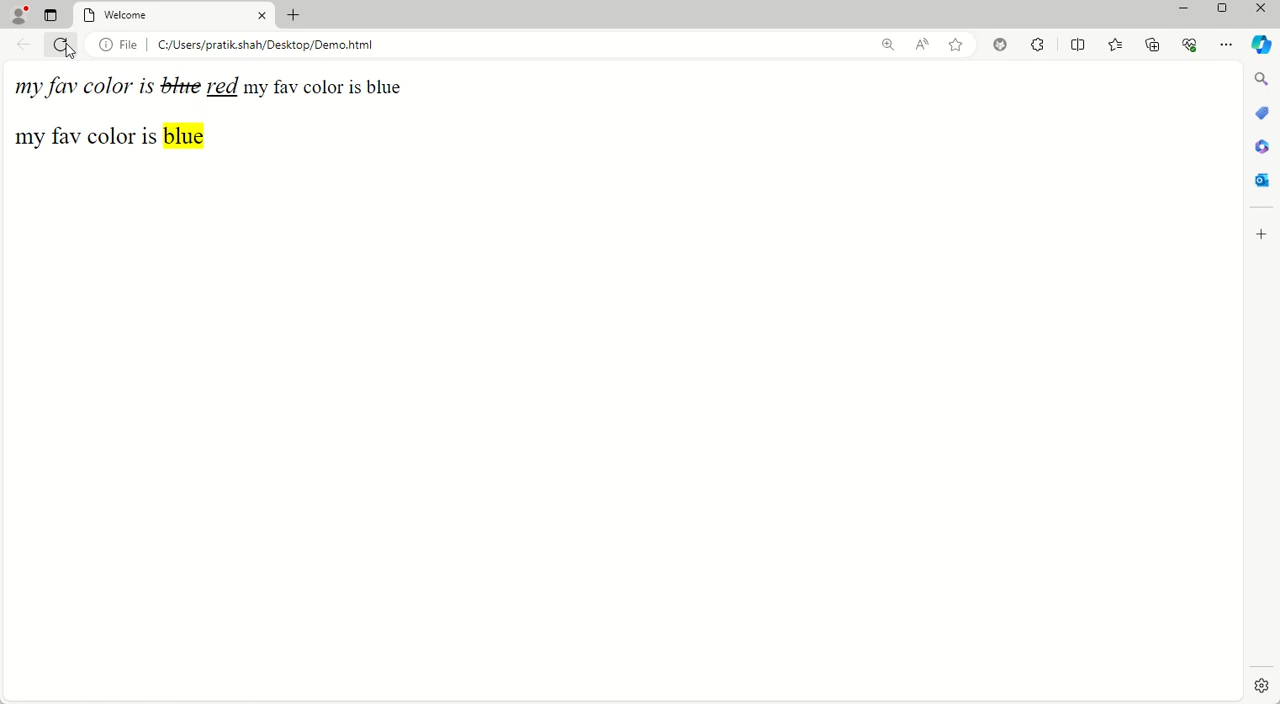 Welcome
File C:/Users/pratik.shah/Desktop/Demo.html
my fav color is blue red my fav color is blue
my fav color is blue